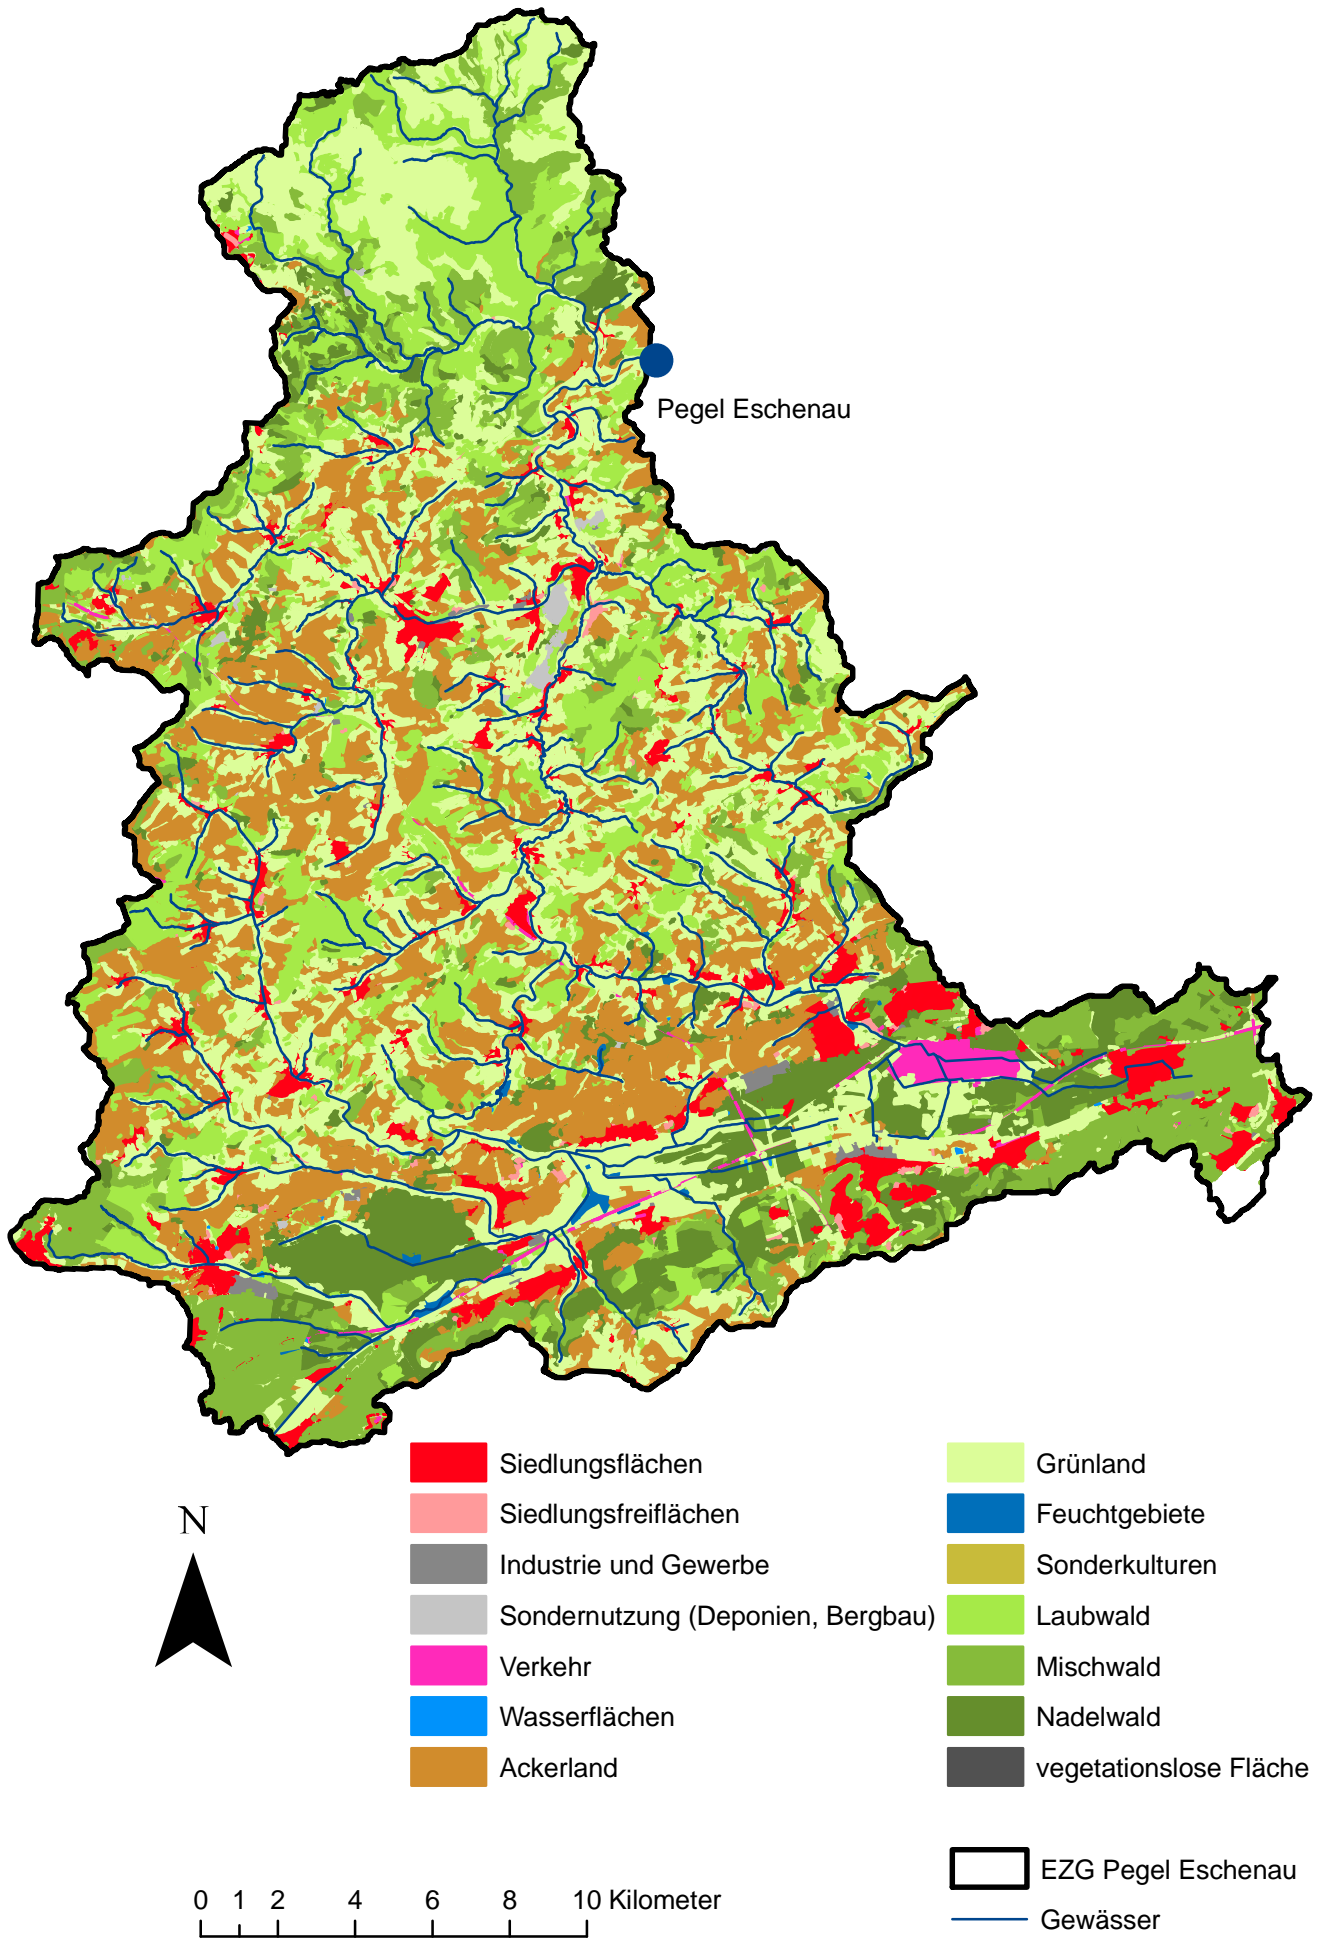 Pegel Eschenau
Siedlungsflächen
Siedlungsfreiflächen
Industrie und Gewerbe
Sondernutzung (Deponien, Bergbau)
Verkehr
Wasserflächen
Ackerland
Grünland
Feuchtgebiete
Sonderkulturen
Laubwald
Mischwald
Nadelwald
vegetationslose Fläche
EZG Pegel Eschenau
Gewässer
N
0 1 2 4 6 8 10 Kilometer